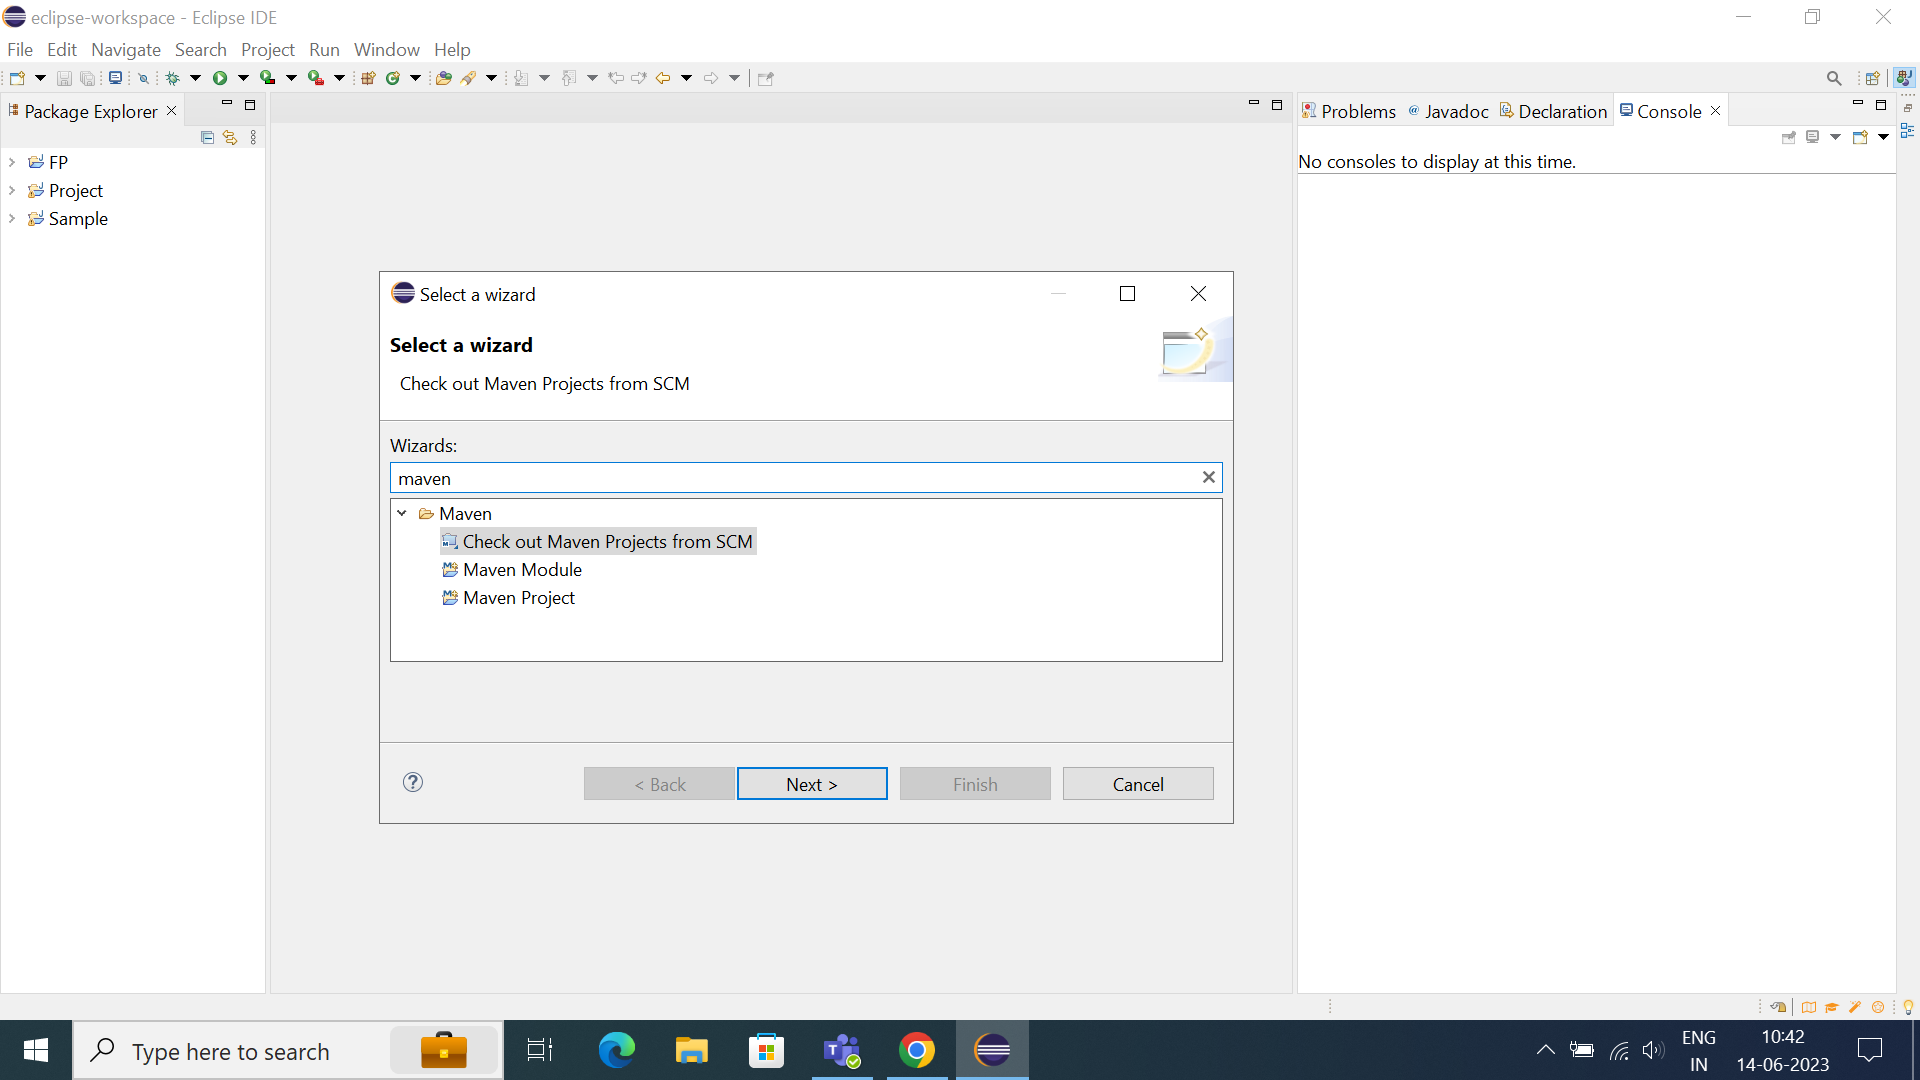 eclipse-workspace - Eclipse IDE
File Edit Navigate Search Project Run Window Help
Package Explorer
FP
Project
Sample
Problems Javadoc Declaration Console
No consoles to display at this time.
Select a wizard
Select a wizard
Check out Maven Projects from SCM
Wizards:
maven
Maven
Check out Maven Projects from SCM
Maven Module
Maven Project
< Back Next > Finish Cancel
Type here to search
ENG
IN
10:42
14-06-2023